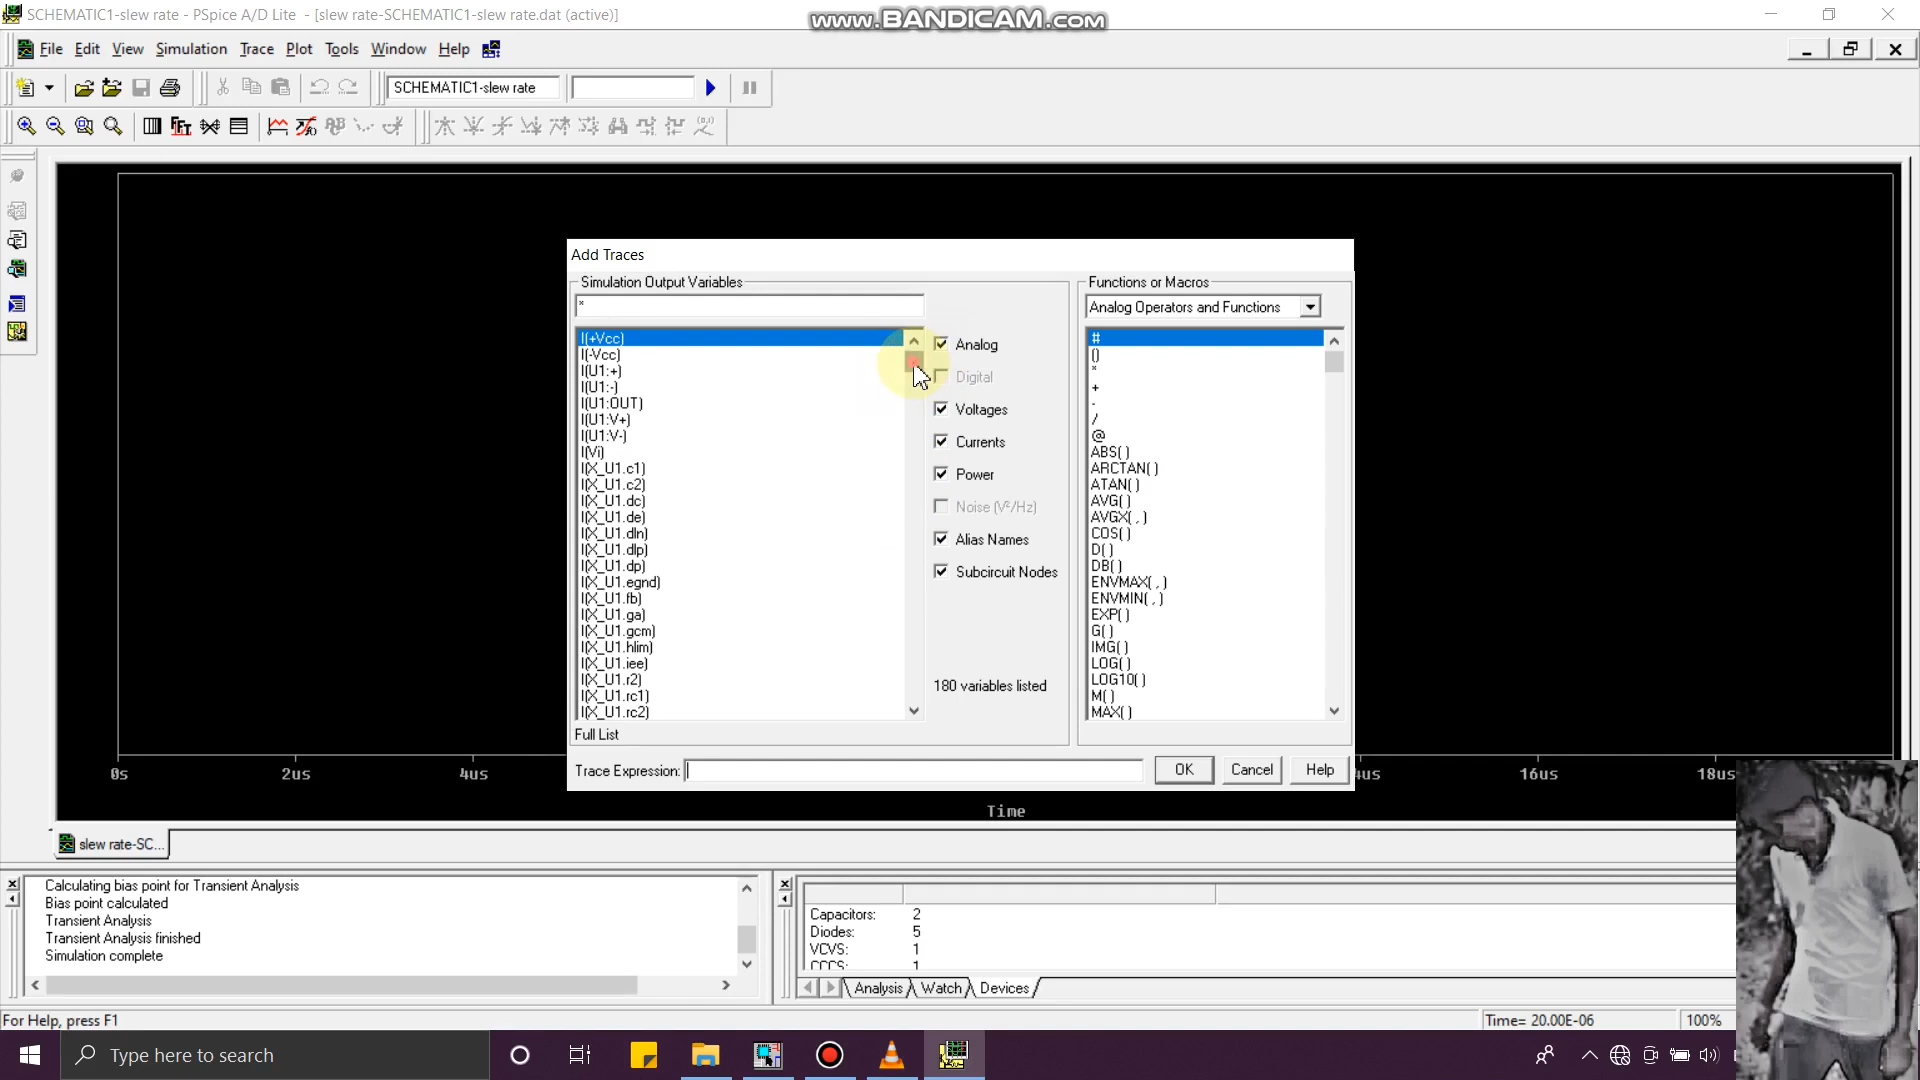 SCHEMATIC1-slew rate - PSpice A/D Lite - [slew rate-SCHEMATIC1-slew rate.dat (active)]
www.BANDICAM.com
File Edit View Simulation Trace Plot Tools Window Help
SCHEMATIC1-slew rate
FFT
Add Traces
Simulation Output Variables
*
I(+Vcc)
I(-Vcc)
I(U1:+)
I(U1:-)
I(U1:OUT)
I(U1:V+)
I(U1:V-)
I(Vi)
I(X_U1.c1)
I(X_U1.c2)
I(X_U1.dc)
I(X_U1.de)
I(X_U1.dln)
I(X_U1.dlp)
I(X_U1.dp)
I(X_U1.egnd)
I(X_U1.fb)
I(X_U1.ga)
I(X_U1.gcm)
I(X_U1.hlim)
I(X_U1.iee)
I(X_U1.r2)
I(X_U1.rc1)
I(X_U1.rc2)
Full List
Analog
Digital
Voltages
Currents
Power
Noise (V²/Hz)
Alias Names
Subcircuit Nodes
180 variables listed
Functions or Macros
Analog Operators and Functions
#
()
*
+
-
/
@
ABS()
ARCTAN()
ATAN()
AVG()
AVGX(,)
COS()
D()
DB()
ENVMAX(,)
ENVMIN(,)
EXP()
G()
IMG()
LOG()
LOG10()
M()
MAX()
Trace Expression:
OK Cancel Help
0s 2us 4us 16us
Time
slew rate-SC...
Calculating bias point for Transient Analysis
Bias point calculated
Transient Analysis
Transient Analysis finished
Simulation complete
Capacitors: 2
Diodes: 5
VCVS: 1
Analysis Watch Devices
For Help, press F1
Time= 20.00E-06
100%
Type here to search